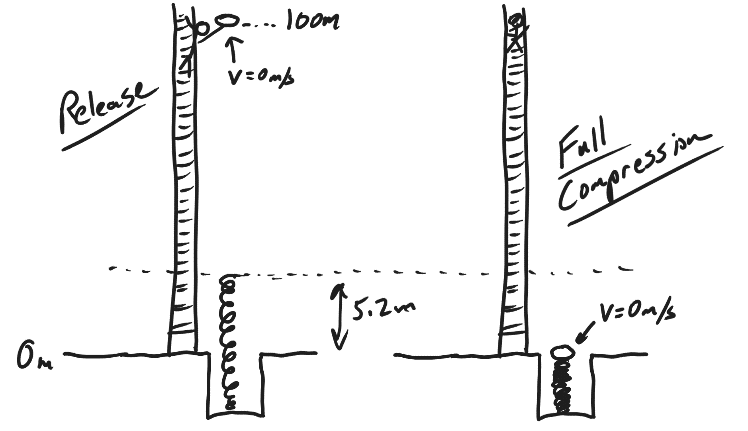 100m
V=0m/s
Release
Full
Compression
5.2m
V=0m/s
0m